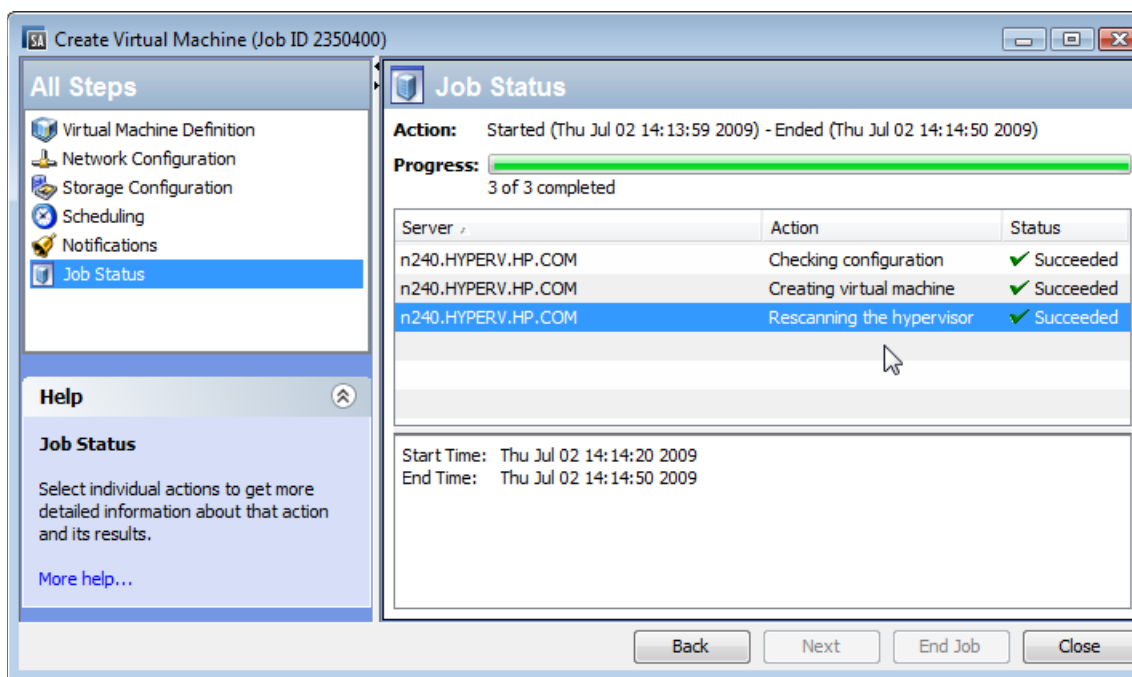 SA Create Virtual Machine (Job ID 2350400)
All Steps
Virtual Machine Definition
Network Configuration
Storage Configuration
Scheduling
Notifications
Job Status
Help
Job Status
Select individual actions to get more
detailed information about that action
and its results.
More help...
Job Status
Action: Started (Thu Jul 02 14:13:59 2009) - Ended (Thu Jul 02 14:14:50 2009)
Progress:
3 of 3 completed
Server Action Status
n240.HYPERV.HP.COM Checking configuration Succeeded
n240.HYPERV.HP.COM Creating virtual machine Succeeded
n240.HYPERV.HP.COM Rescanning the hypervisor Succeeded
Start Time: Thu Jul 02 14:14:20 2009
End Time: Thu Jul 02 14:14:50 2009
Back Next End Job Close